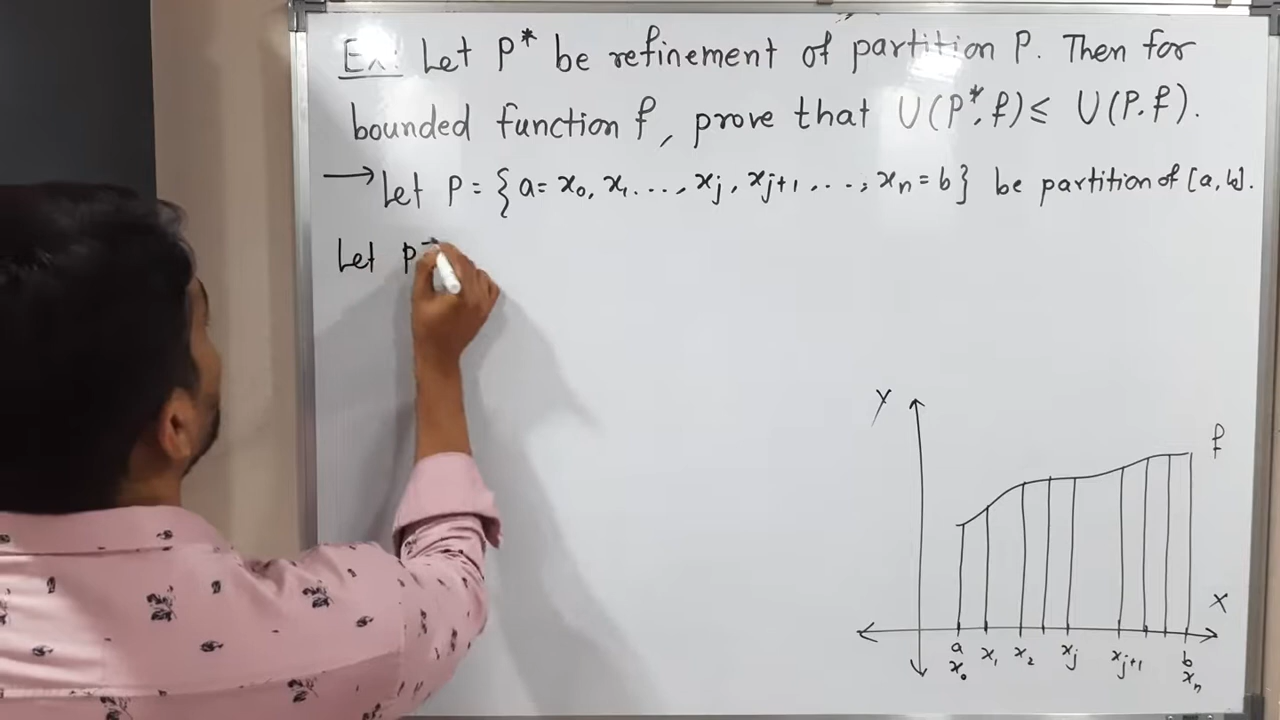 Ex: Let P* be refinement of partition P. Then for
bounded function f, prove that U(P*, f) ≤ U(P, f).
→ Let P = {a = x₀, x₁ ..., xⱼ, xⱼ₊₁, ..., xₙ = b} be partition of [a, b].
Let P
Y
f
X
a x₁ x₂ xⱼ xⱼ₊₁ b
x₀ xₙ